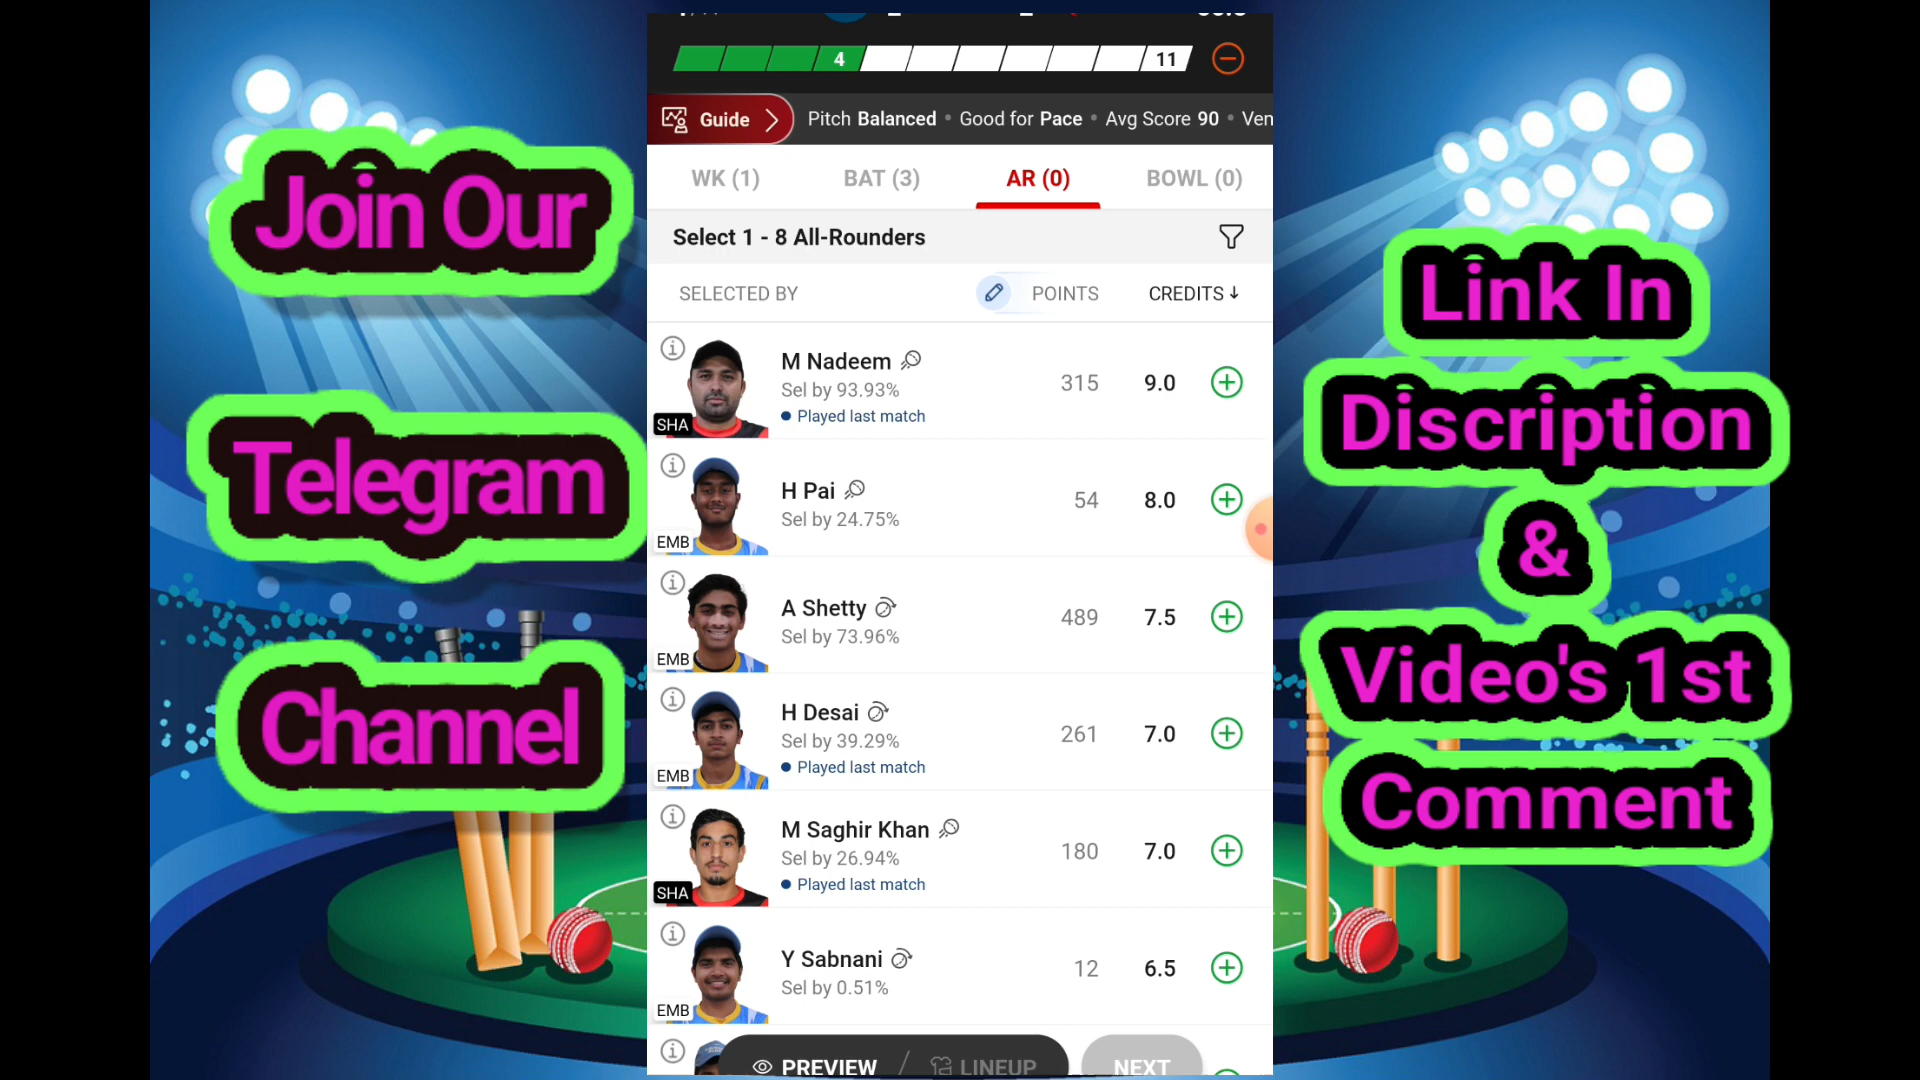 Join Our
Telegram
Channel
4
11
Guide
Pitch Balanced • Good for Pace • Avg Score 90 • Ven
WK (1)
BAT (3)
AR (0)
BOWL (0)
Select 1 - 8 All-Rounders
SELECTED BY
POINTS
CREDITS↓
M Nadeem
Sel by 93.93%
Played last match
SHA
315
9.0
H Pai
Sel by 24.75%
EMB
54
8.0
A Shetty
Sel by 73.96%
EMB
489
7.5
H Desai
Sel by 39.29%
Played last match
EMB
261
7.0
M Saghir Khan
Sel by 26.94%
Played last match
SHA
180
7.0
Y Sabnani
Sel by 0.51%
EMB
12
6.5
PREVIEW / LINEUP
NEXT
Link In
Discription
&
Video's 1st
Comment